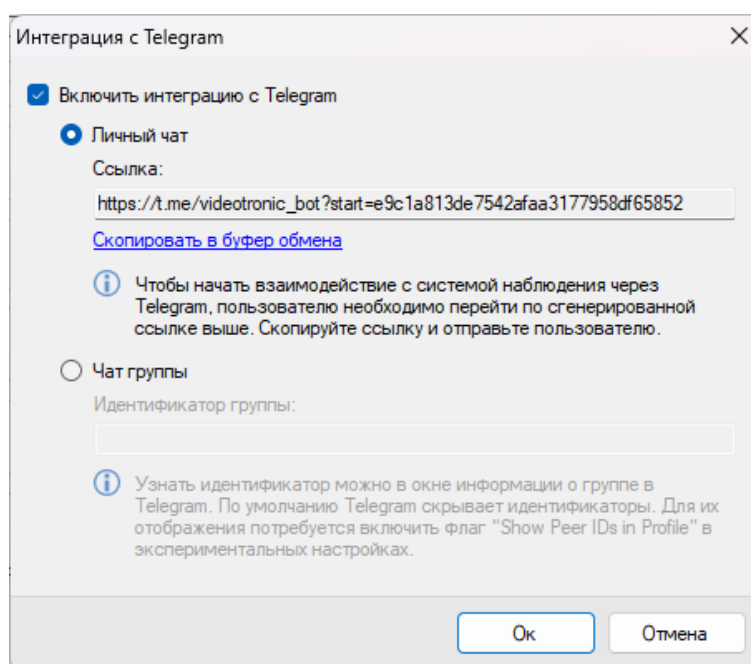 Интеграция с Telegram
Включить интеграцию с Telegram
Личный чат
Ссылка:
https://t.me/videotronic_bot?start=e9c1a813de7542afaa3177958df65852
Скопировать в буфер обмена
Чтобы начать взаимодействие с системой наблюдения через
Telegram, пользователю необходимо перейти по сгенерированной
ссылке выше. Скопируйте ссылку и отправьте пользователю.
Чат группы
Идентификатор группы:
Узнать идентификатор можно в окне информации о группе в
Telegram. По умолчанию Telegram скрывает идентификаторы. Для их
отображения потребуется включить флаг "Show Peer IDs in Profile" в
экспериментальных настройках.
Ок
Отмена